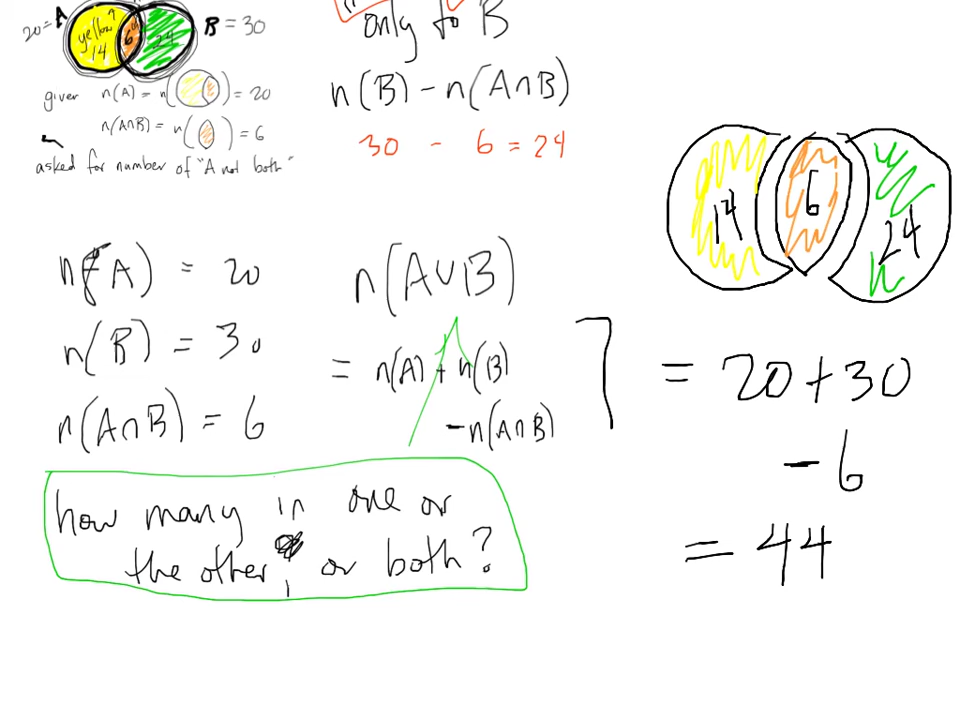 20 = A
yellow
14
6
24
B = 30
given n(A) = n( ) = 20
n(A∩B) = n( ) = 6
asked for number of "A not both"
only to B
n(B) - n(A∩B)
30 - 6 = 24
14 6 24
n(A) = 20
n(B) = 30
n(A∩B) = 6
n(A∪B)
= n(A) + n(B)
-n(A∩B)
= 20+30
- 6
= 44
how many in one or
the other, or both?